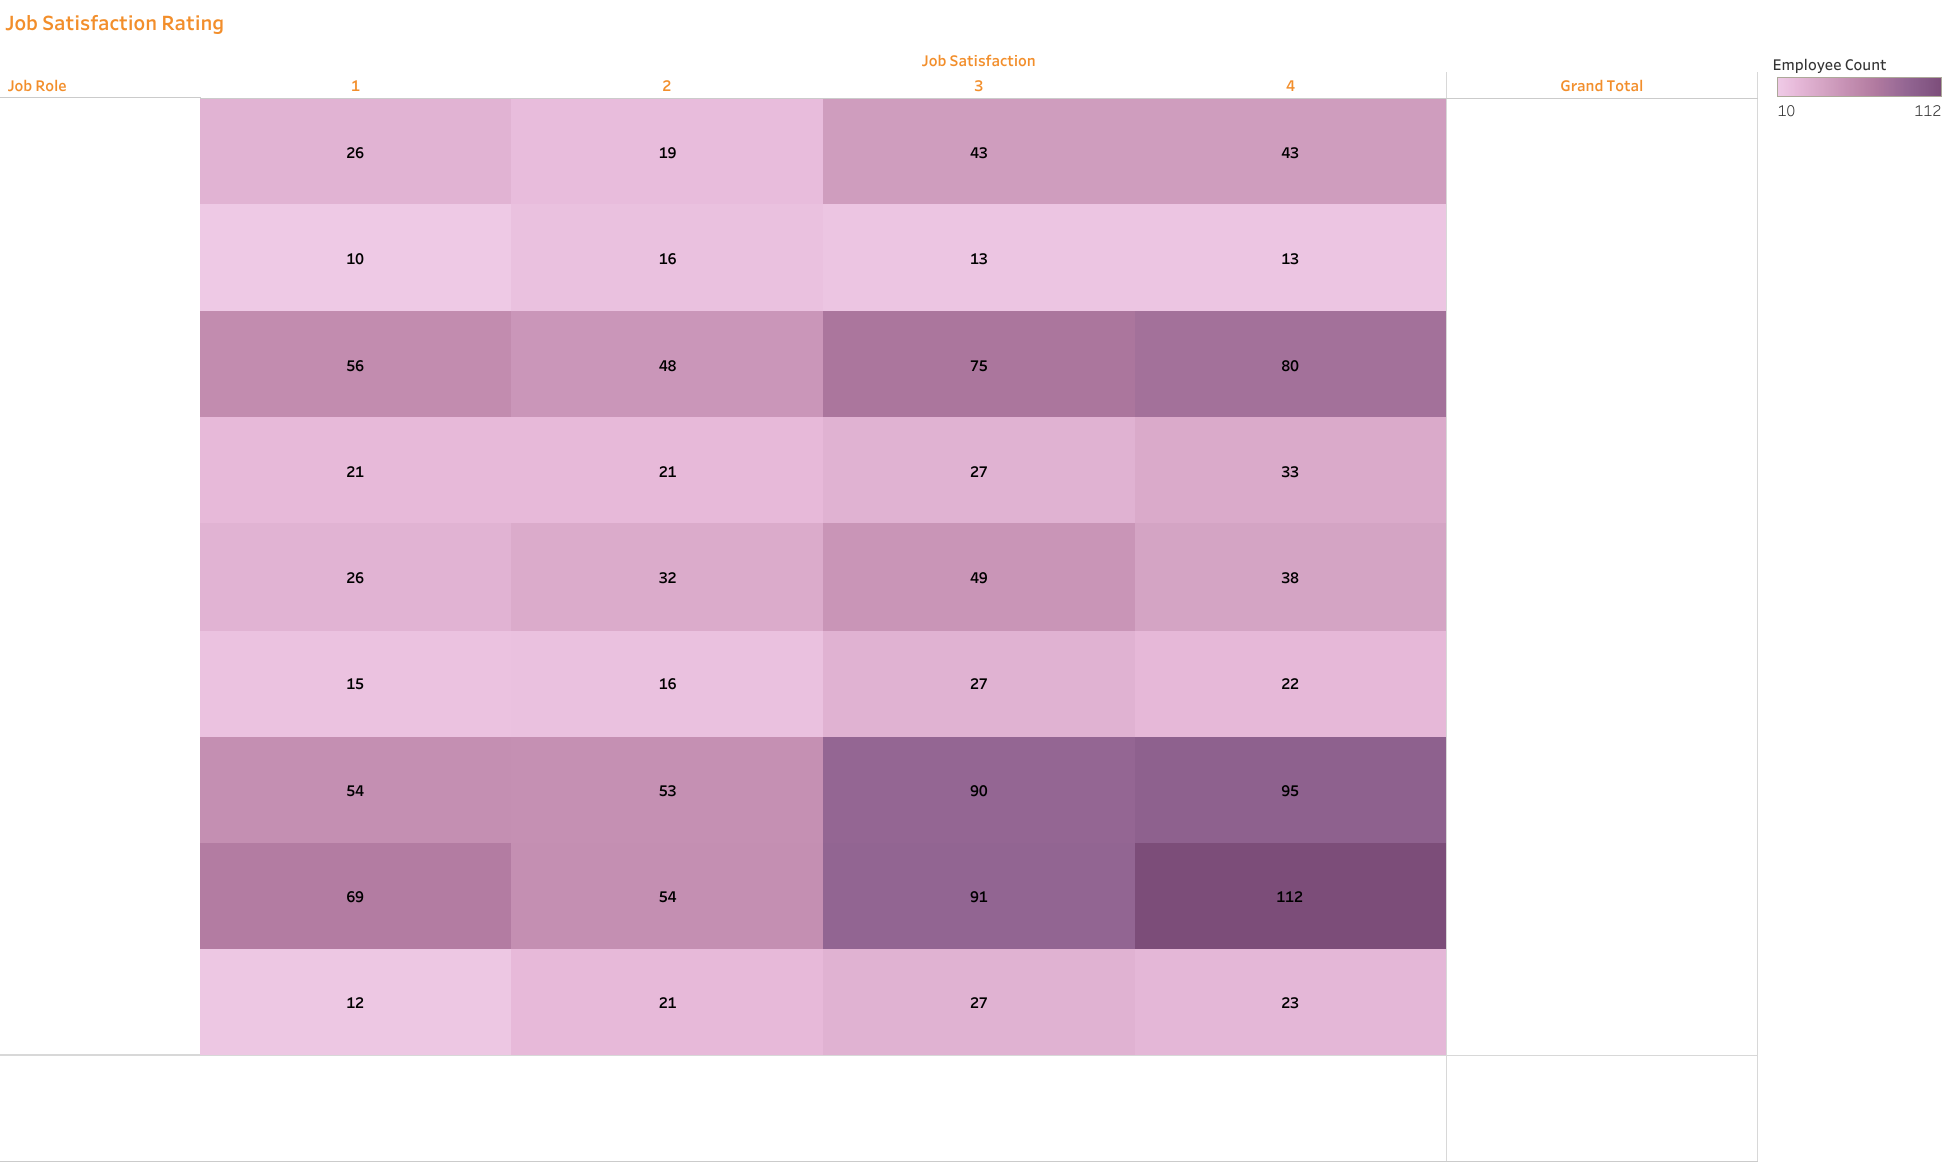 Job Satisfaction Rating
Job Satisfaction
Employee Count
Job Role 1 2 3 4 Grand Total
10 112
26 19 43 43
10 16 13 13
56 48 75 80
21 21 27 33
26 32 49 38
15 16 27 22
54 53 90 95
69 54 91 112
12 21 27 23